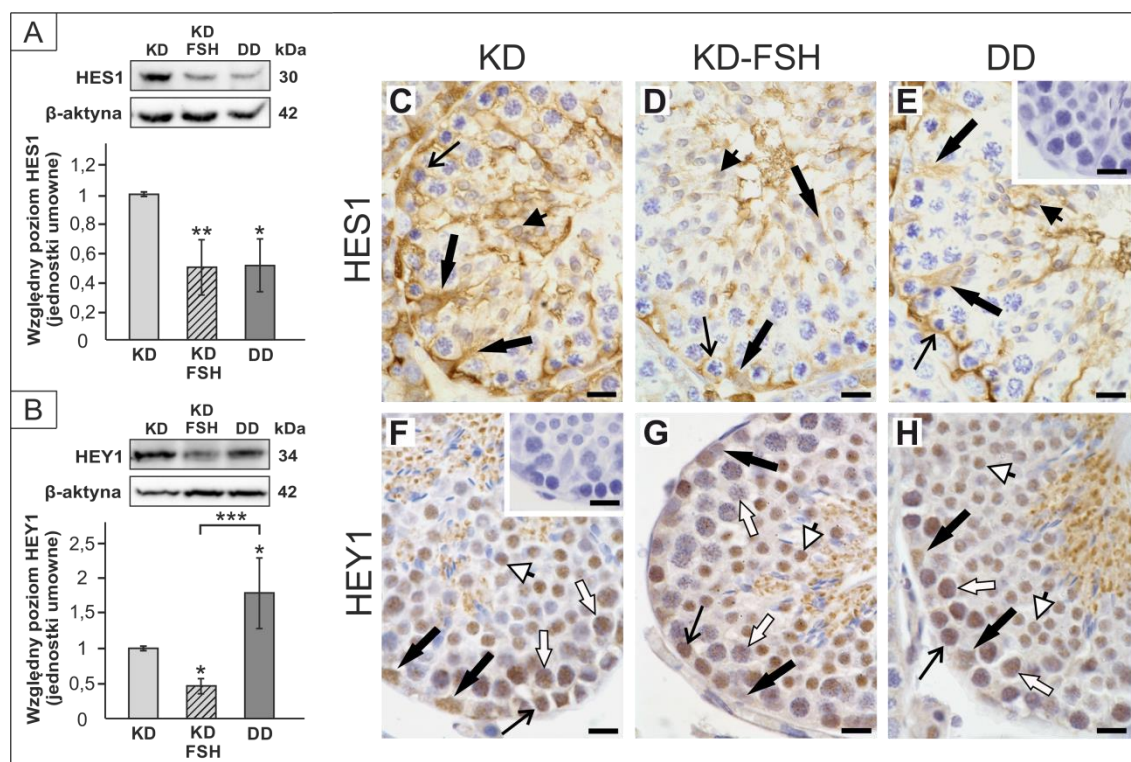 A
KD KD FSH DD kDa
HES1 30
β-aktyna 42
Względny poziom HES1
(jednostki umowne)
1,2
1
0,8
0,6
0,4
0,2
0
** *
KD KD FSH DD
B
KD KD FSH DD kDa
HEY1 34
β-aktyna 42
Względny poziom HEY1
(jednostki umowne)
2,5
2
1,5
1
0,5
0
***
* *
KD KD FSH DD
KD KD-FSH DD
HES1
C D E
HEY1
F G H